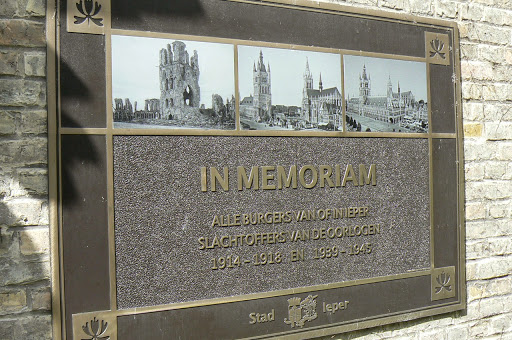 IN MEMORIAM
ALLE BURGERS VAN OF IN IEPER
SLACHTOFFERS VAN DE OORLOGEN
...1914 - 1918 EN ...1939 - 1945
Stad Ieper